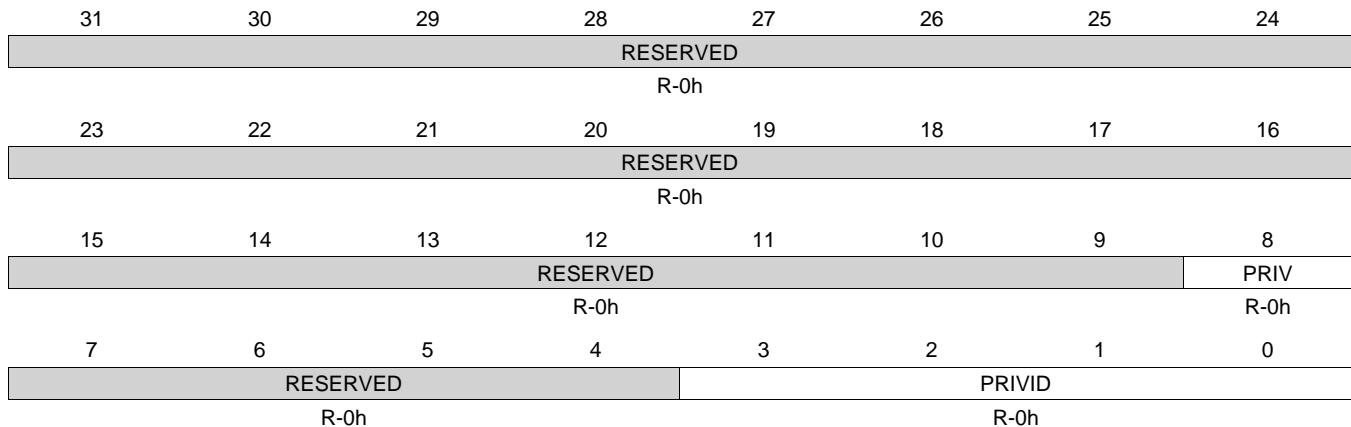 31 30 29 28 27 26 25 24
RESERVED
R-0h
23 22 21 20 19 18 17 16
RESERVED
R-0h
15 14 13 12 11 10 9 8
RESERVED PRIV
R-0h R-0h
7 6 5 4 3 2 1 0
RESERVED PRIVID
R-0h R-0h